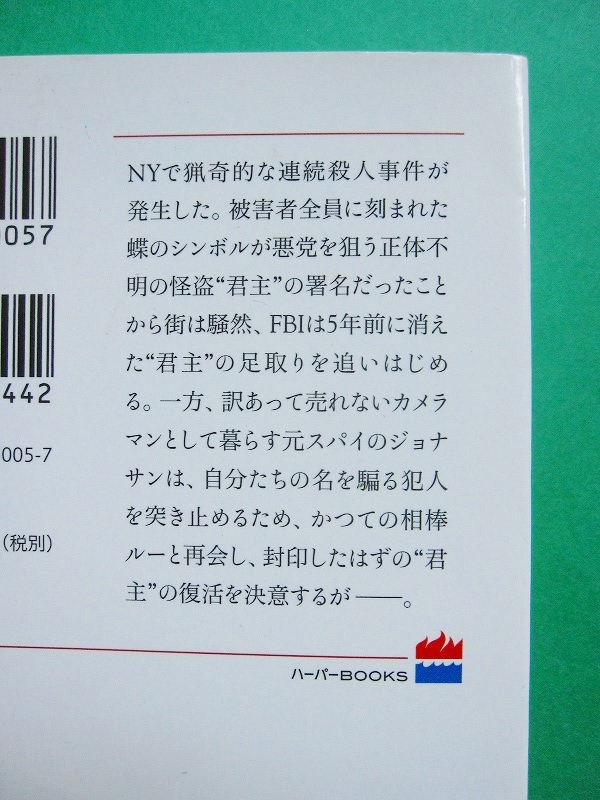 NYで猟奇的な連続殺人事件が
発生した。被害者全員に刻まれた
蝶のシンボルが悪党を狙う正体不
明の怪盗“君主”の署名だったこと
から街は騒然、FBIは5年前に消え
た“君主”の足取りを追いはじめ
る。一方、訳あって売れないカメラ
マンとして暮らす元スパイのジョナ
サンは、自分たちの名を騙る犯人
を突き止めるため、かつての相棒
ルーと再会し、封印したはずの“君
主”の復活を決意するが――。
ハーパーBOOKS
0057
442
005-7
(税別)